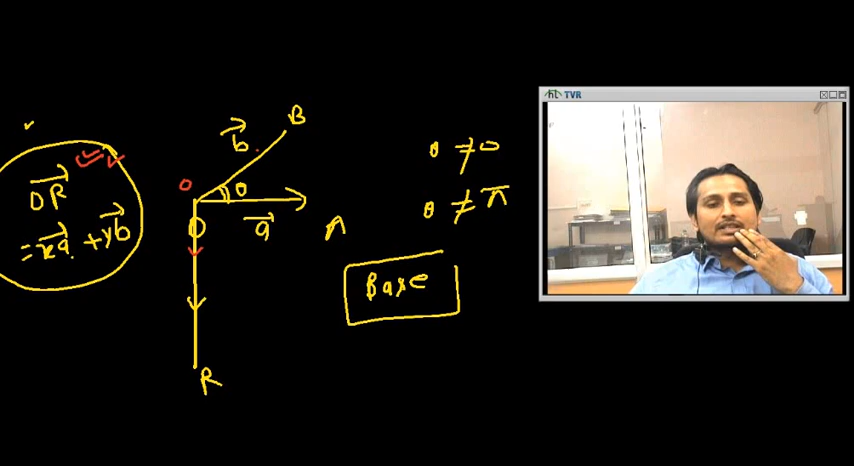 TVR
B
b
θ ≠ 0
O
θ
OR
θ ≠ π
a
A
= xa + yb
Base
R